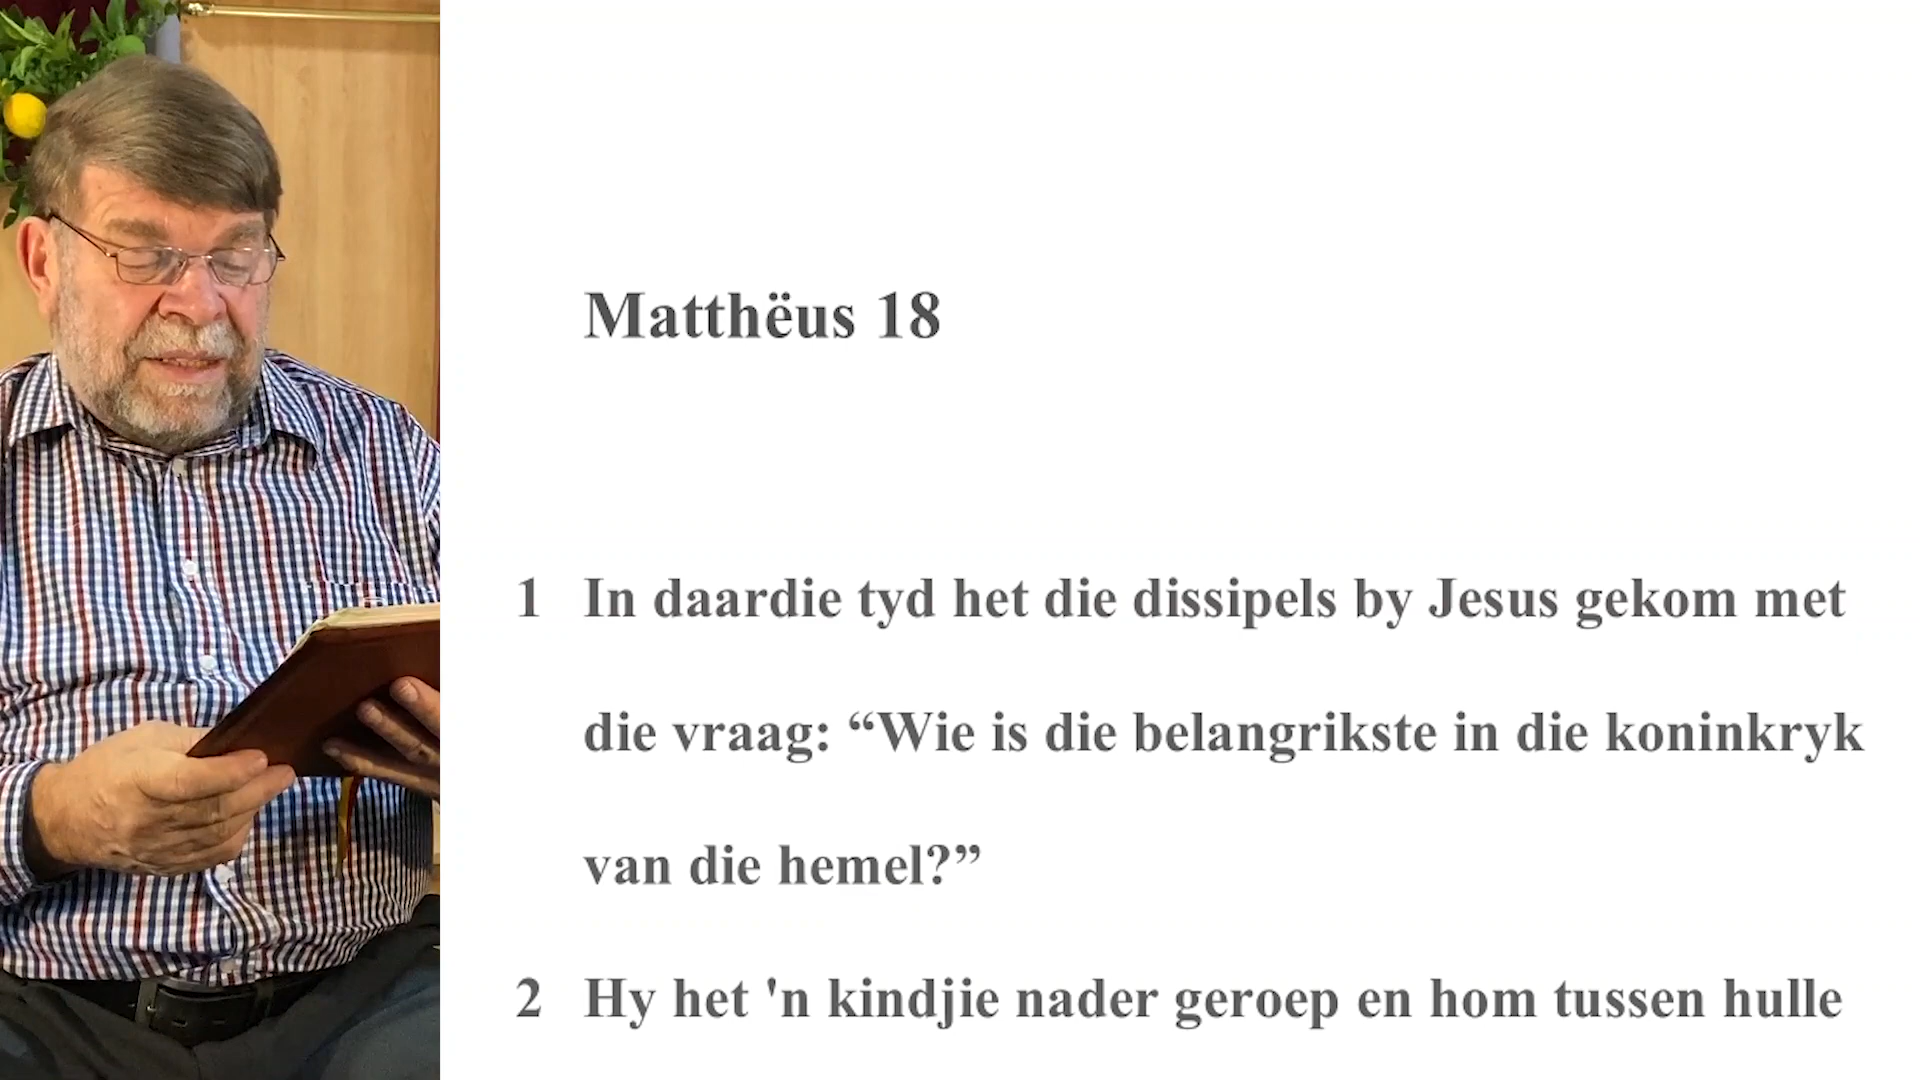 Matthëus 18
1 In daardie tyd het die dissipels by Jesus gekom met
die vraag: “Wie is die belangrikste in die koninkryk
van die hemel?”
2 Hy het 'n kindjie nader geroep en hom tussen hulle